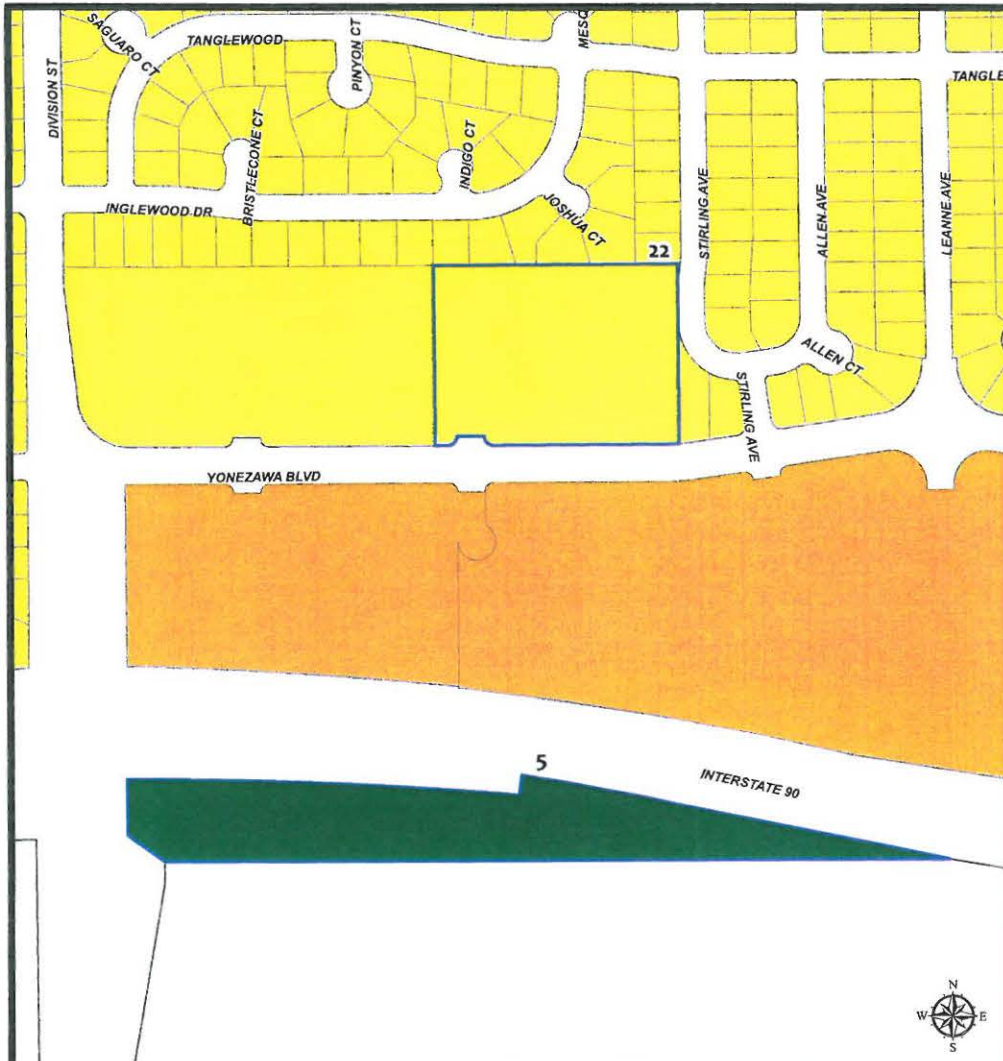 SAGUARO CT
TANGLEWOOD
PINYON CT
MESQ
DIVISION ST
TANGLE
BRISTLECONE CT
INDIGO CT
INGLEWOOD DR
JOSHUA CT
STIRLING AVE
ALLEN AVE
LEANNE AVE
22
ALLEN CT
STIRLING AVE
YONEZAWA BLVD
5
INTERSTATE 90
N
W E
S